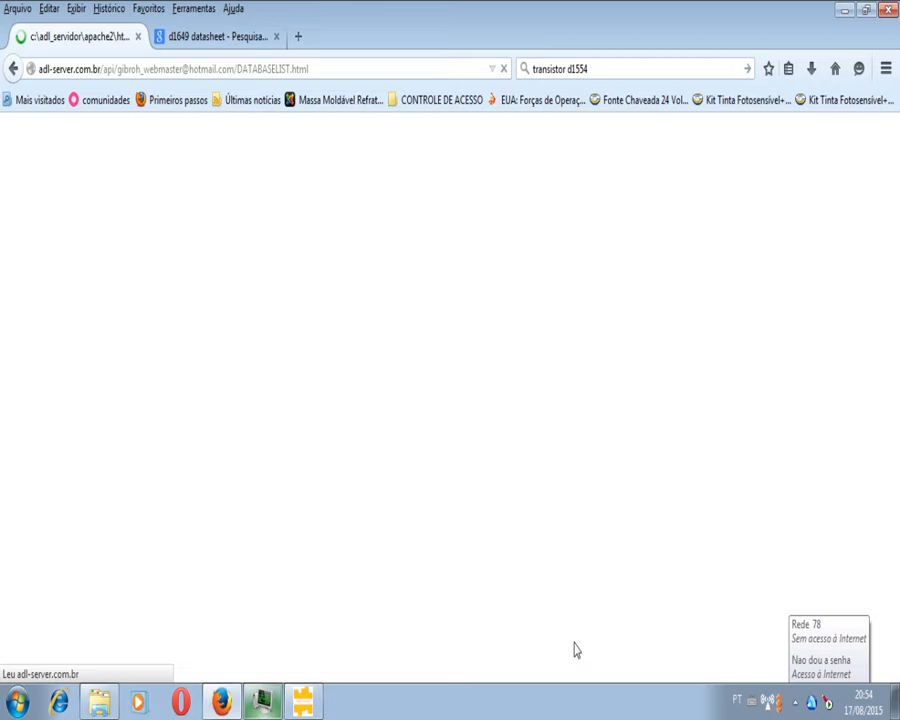 Arquivo Editar Exibir Histórico Favoritos Ferramentas Ajuda
c:\adl_servidor\apache2\ht... d1649 datasheet - Pesquisa...
adl-server.com.br/api/gibroh_webmaster@hotmail.com/DATABASELIST.html transistor d1554
Mais visitados comunidades Primeiros passos Últimas notícias Massa Moldável Refrat... CONTROLE DE ACESSO EUA: Forças de Operaç... Fonte Chaveada 24 Vol... Kit Tinta Fotosensível+... Kit Tinta Fotosensível+...
Rede 78
Sem acesso à Internet
Nao dou a senha
Acesso à Internet
Leu adl-server.com.br
PT
20:54
17/08/2015